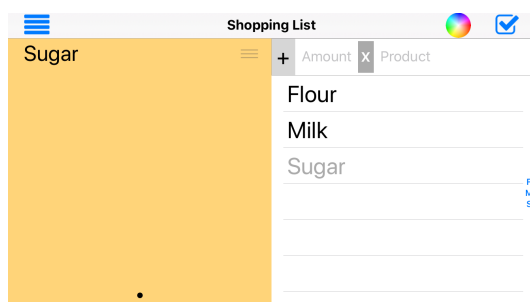 Shopping List
Sugar
+ Amount X Product
Flour
Milk
Sugar
F
M
S